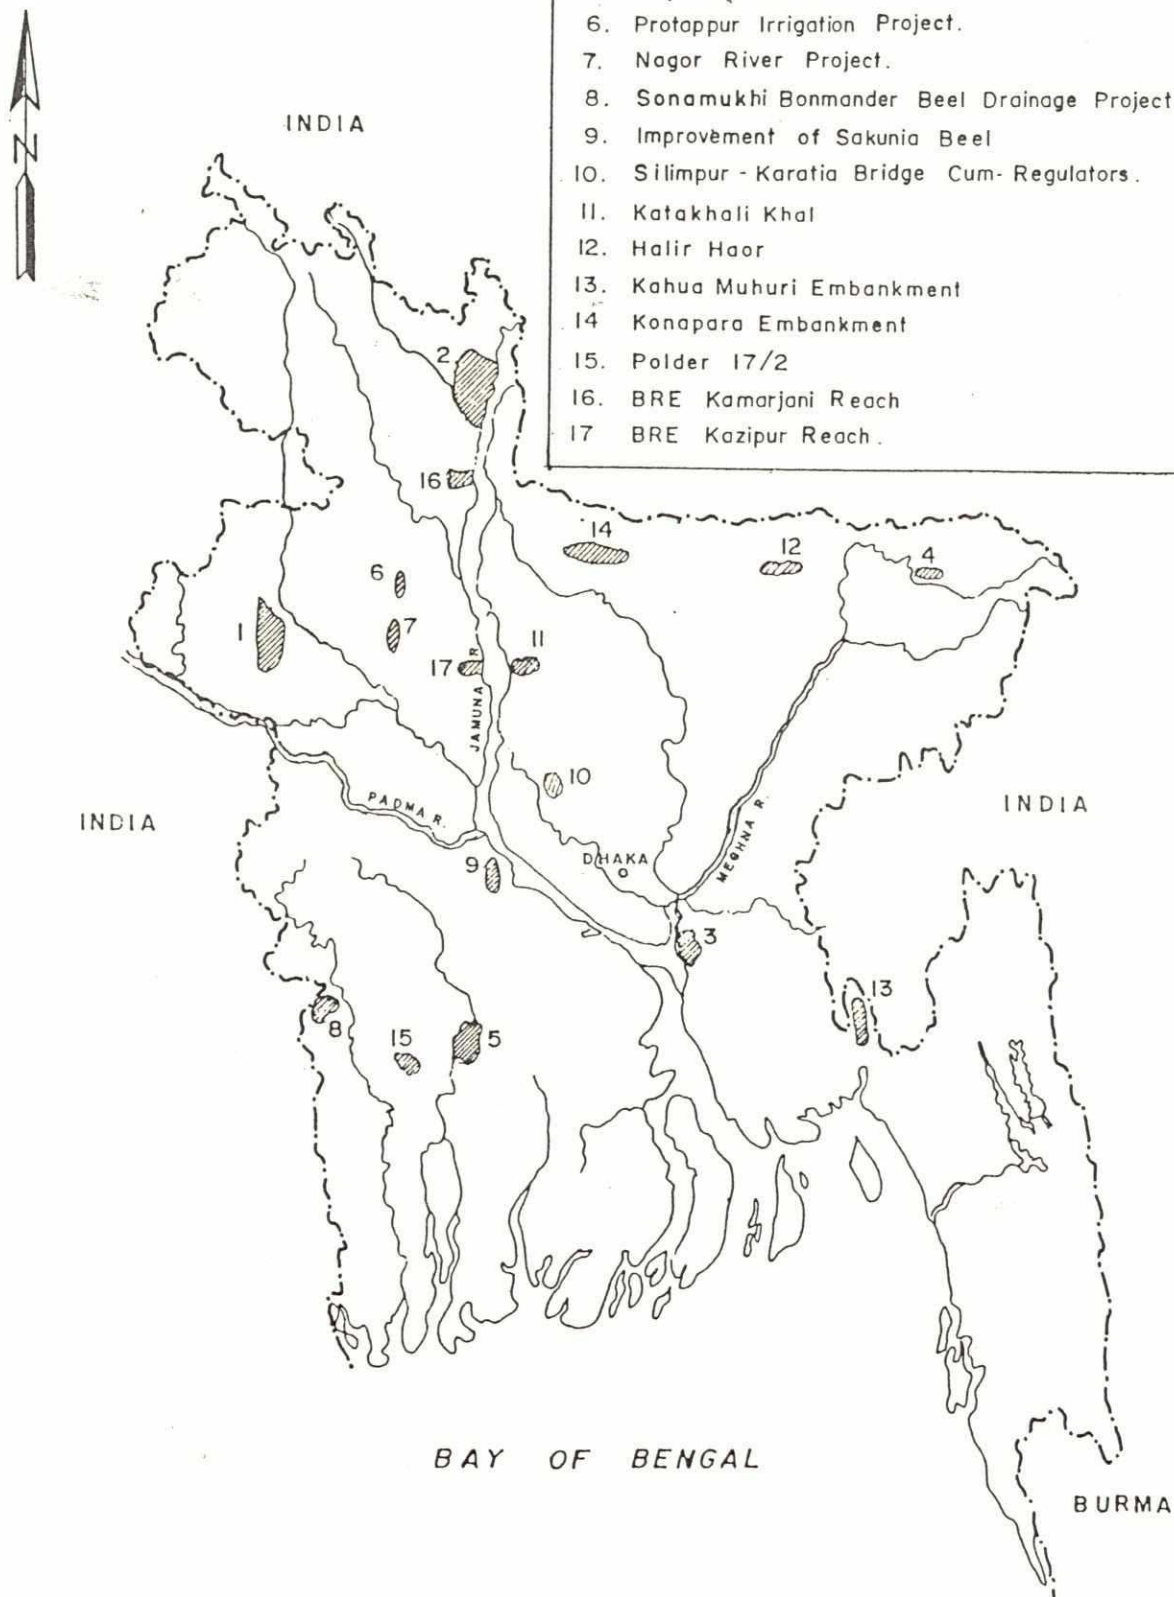 6. Protappur Irrigation Project.
7. Nagor River Project.
8. Sonamukhi Bonmander Beel Drainage Project
9. Improvement of Sakunia Beel
10. Silimpur - Karatia Bridge Cum- Regulators.
11. Katakhali Khal
12. Halir Haor
13. Kahua Muhuri Embankment
14 Konapara Embankment
15. Polder 17/2
16. BRE Kamarjani Reach
17 BRE Kazipur Reach.
N
INDIA
2
16
14
12
4
6
1
7
17
11
JAMUNA R.
10
PADMA R.
INDIA
INDIA
MEGHNA R.
DHAKA
9
3
13
8
15
5
BAY OF BENGAL
BURMA